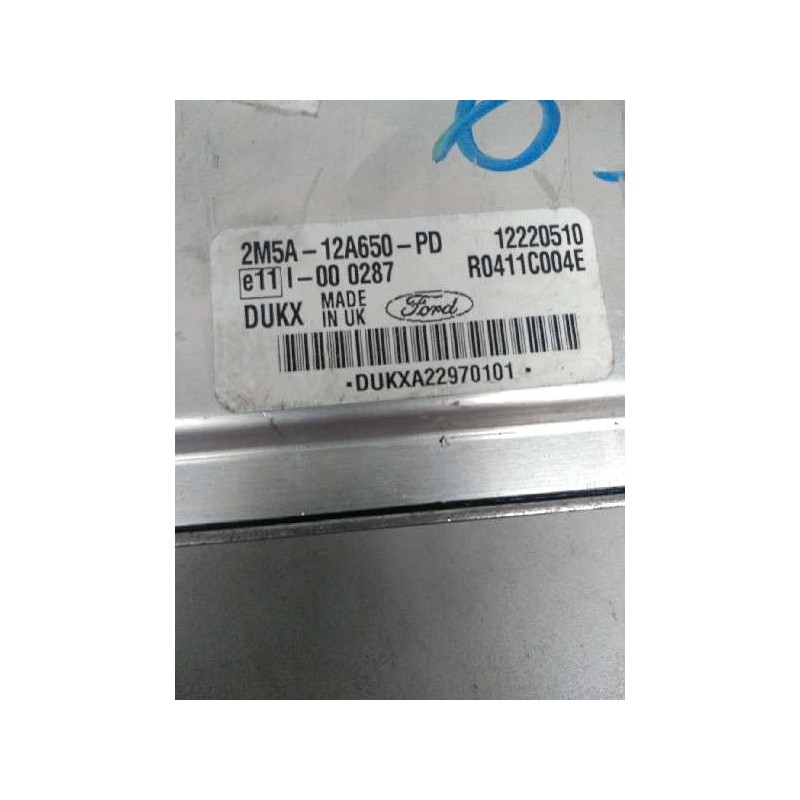 2M5A-12A650-PD 12220510
e11 I-00 0287 R0411C004E
DUKX MADE IN UK Ford
·DUKXA22970101·